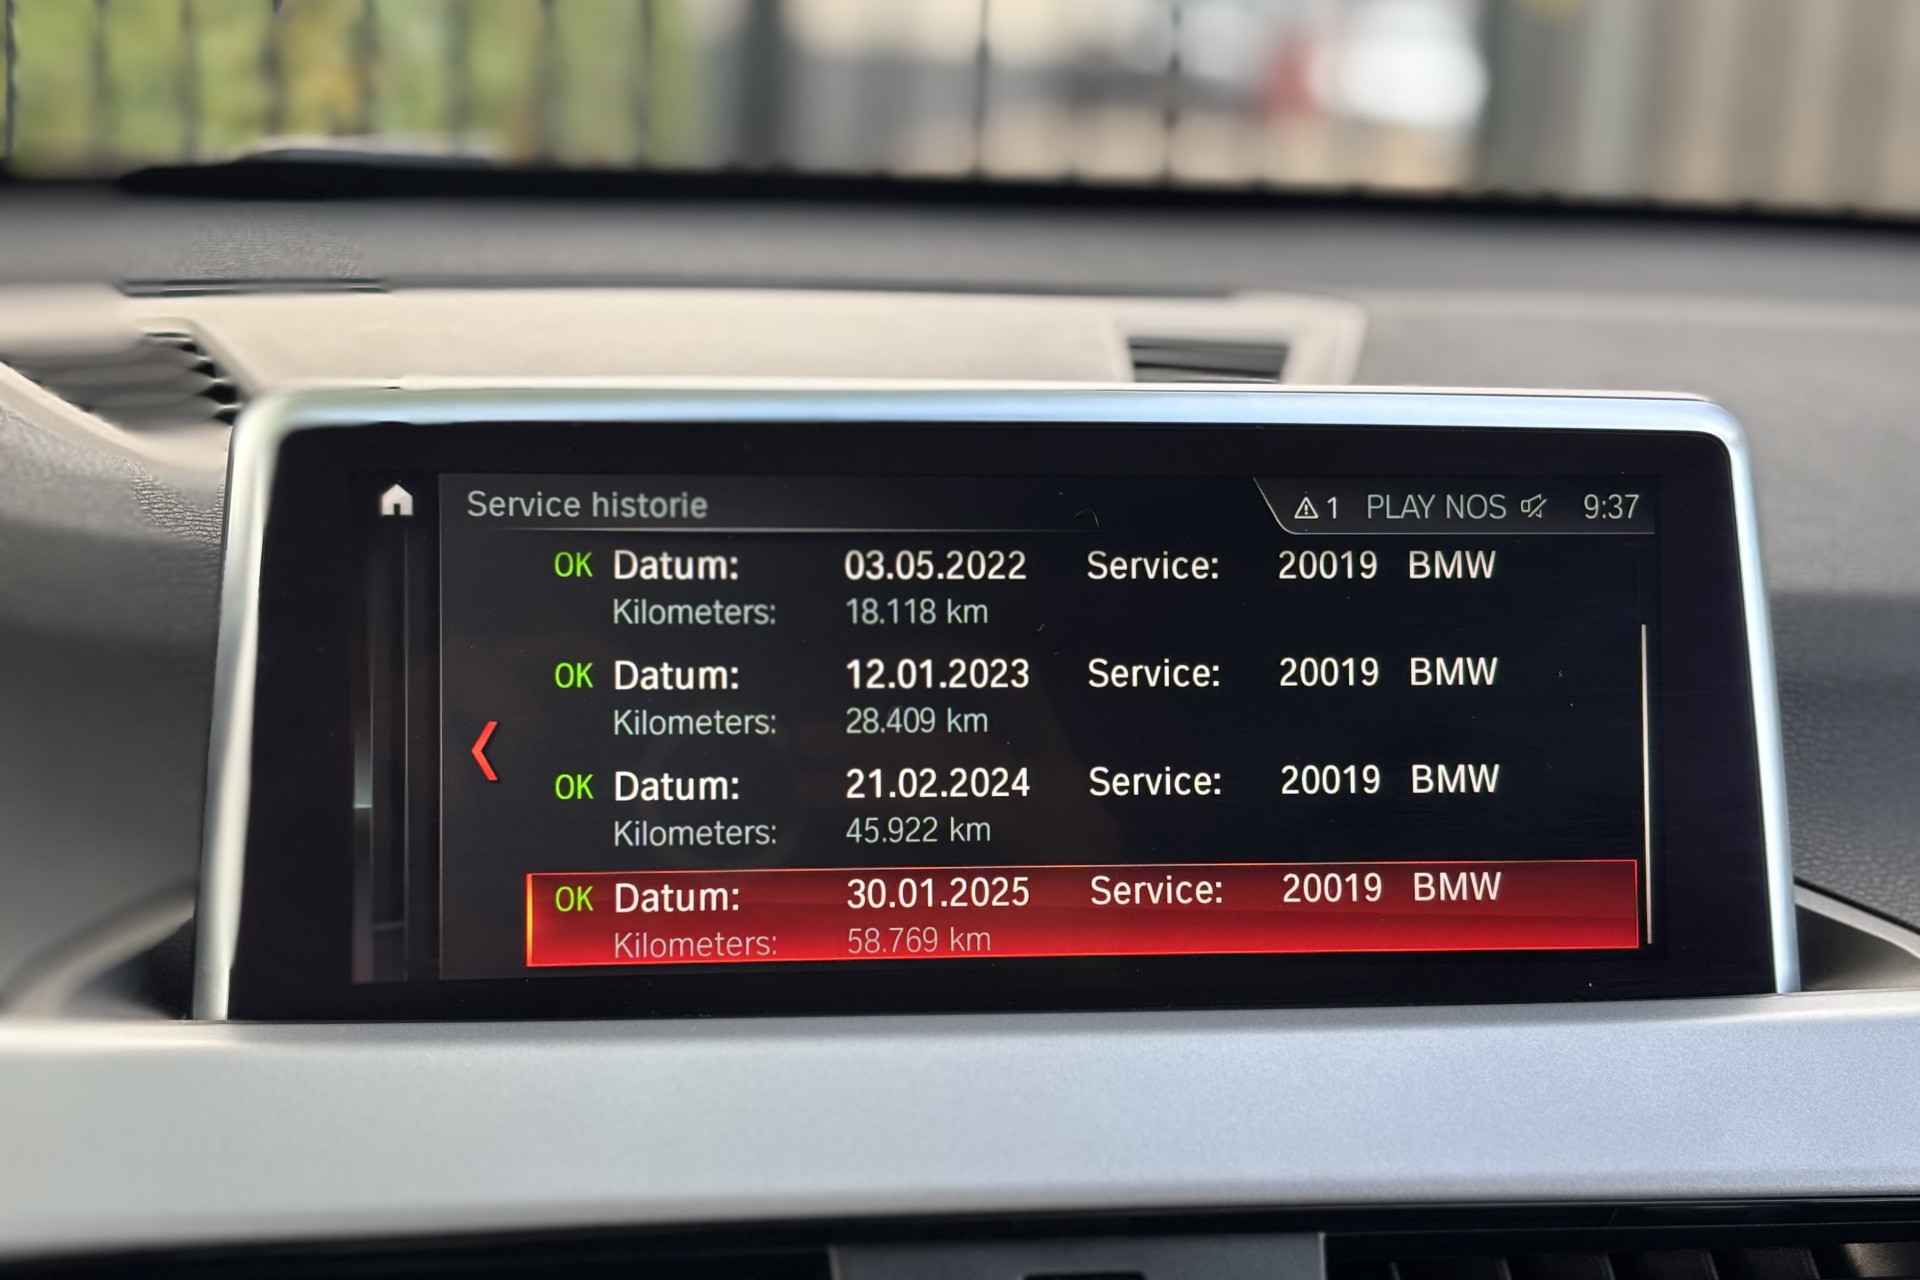 Service historie 1 PLAY NOS 9:37
OK Datum: 03.05.2022 Service: 20019 BMW
Kilometers: 18.118 km
OK Datum: 12.01.2023 Service: 20019 BMW
Kilometers: 28.409 km
OK Datum: 21.02.2024 Service: 20019 BMW
Kilometers: 45.922 km
OK Datum: 30.01.2025 Service: 20019 BMW
Kilometers: 58.769 km